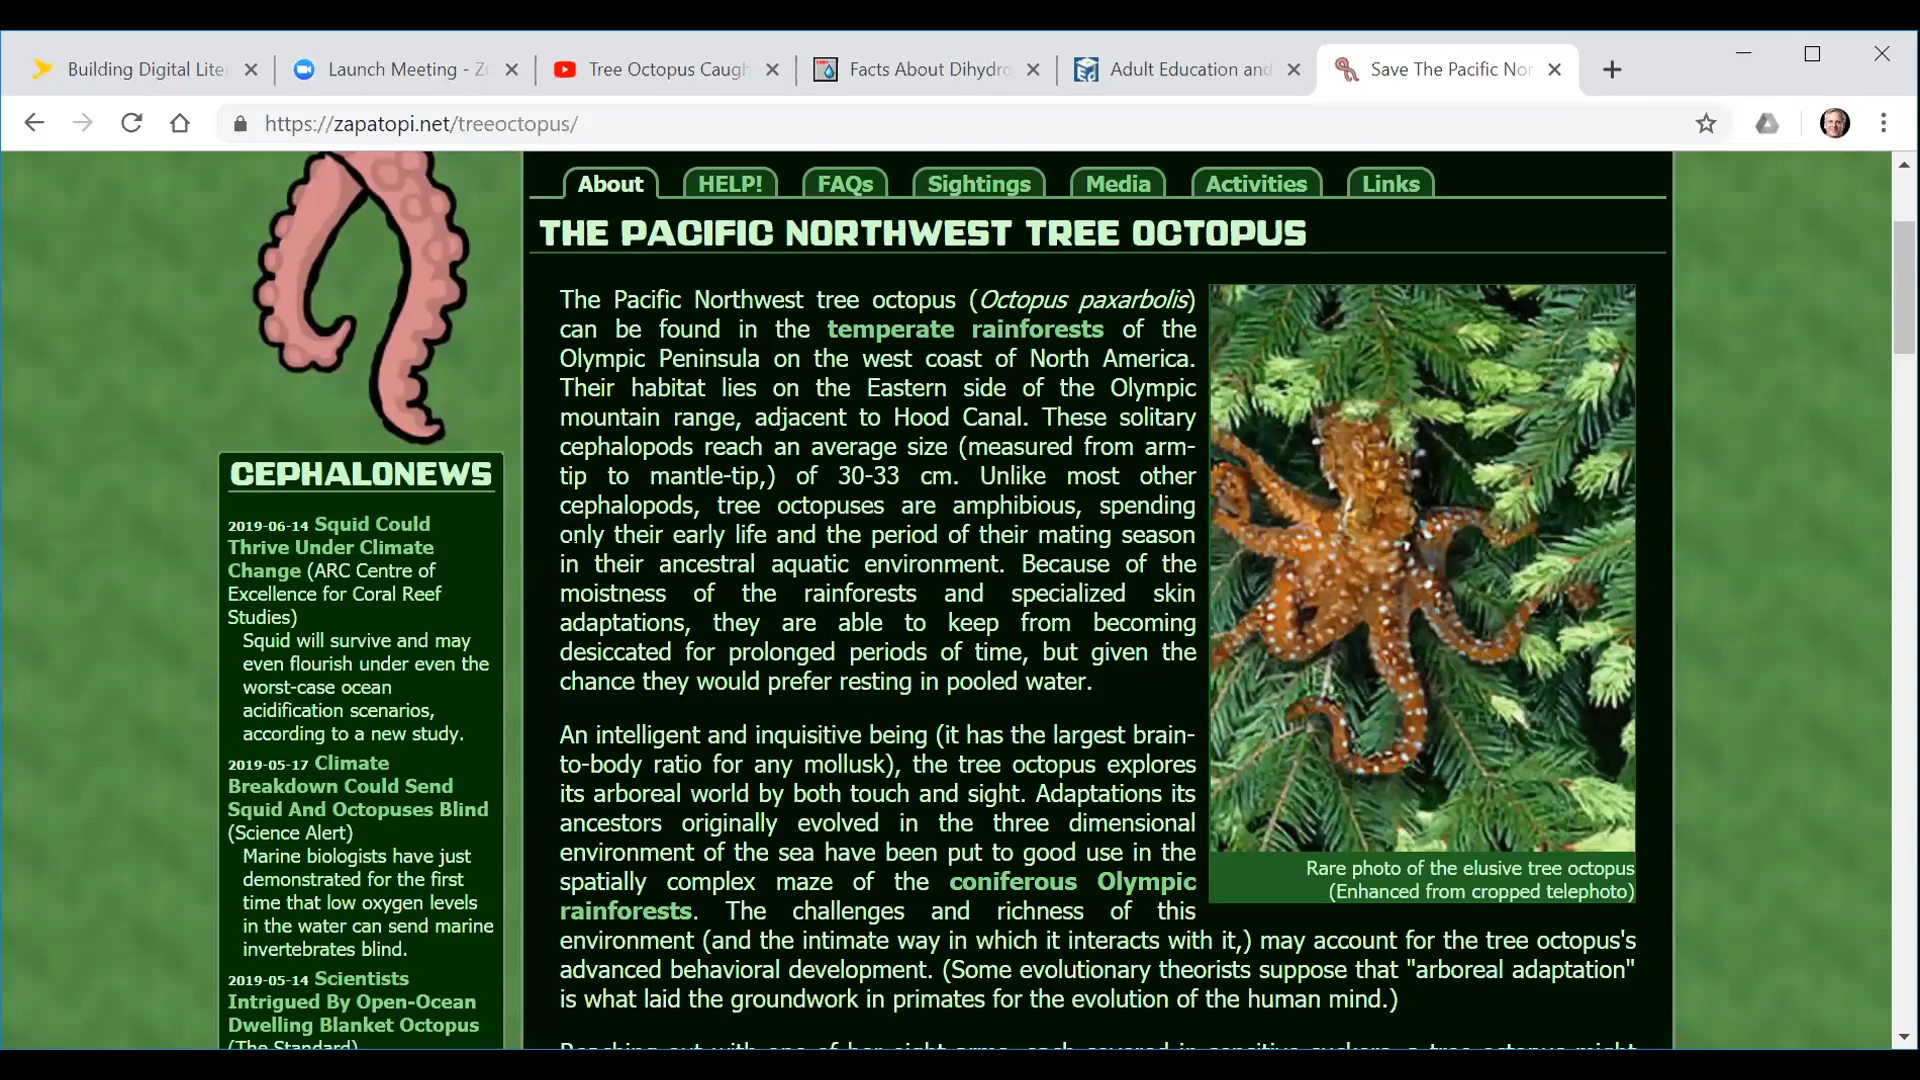 Building Digital Lite
Launch Meeting - Z
Tree Octopus Caugh
Facts About Dihydro
Adult Education and
Save The Pacific Nor
https://zapatopi.net/treeoctopus/
About
HELP!
FAQs
Sightings
Media
Activities
Links
THE PACIFIC NORTHWEST TREE OCTOPUS
The Pacific Northwest tree octopus (Octopus paxarbolis)
can be found in the temperate rainforests of the
Olympic Peninsula on the west coast of North America.
Their habitat lies on the Eastern side of the Olympic
mountain range, adjacent to Hood Canal. These solitary
cephalopods reach an average size (measured from arm-
tip to mantle-tip,) of 30-33 cm. Unlike most other
cephalopods, tree octopuses are amphibious, spending
only their early life and the period of their mating season
in their ancestral aquatic environment. Because of the
moistness of the rainforests and specialized skin
adaptations, they are able to keep from becoming
desiccated for prolonged periods of time, but given the
chance they would prefer resting in pooled water.
An intelligent and inquisitive being (it has the largest brain-
to-body ratio for any mollusk), the tree octopus explores
its arboreal world by both touch and sight. Adaptations its
ancestors originally evolved in the three dimensional
environment of the sea have been put to good use in the
spatially complex maze of the coniferous Olympic
rainforests. The challenges and richness of this
environment (and the intimate way in which it interacts with it,) may account for the tree octopus's
advanced behavioral development. (Some evolutionary theorists suppose that "arboreal adaptation"
is what laid the groundwork in primates for the evolution of the human mind.)
Reaching out with one of her eight arms, each covered in sensitive suckers, a tree octopus might
Rare photo of the elusive tree octopus
(Enhanced from cropped telephoto)
CEPHALONEWS
2019-06-14 Squid Could
Thrive Under Climate
Change (ARC Centre of
Excellence for Coral Reef
Studies)
Squid will survive and may
even flourish under even the
worst-case ocean
acidification scenarios,
according to a new study.
2019-05-17 Climate
Breakdown Could Send
Squid And Octopuses Blind
(Science Alert)
Marine biologists have just
demonstrated for the first
time that low oxygen levels
in the water can send marine
invertebrates blind.
2019-05-14 Scientists
Intrigued By Open-Ocean
Dwelling Blanket Octopus
(The Standard)